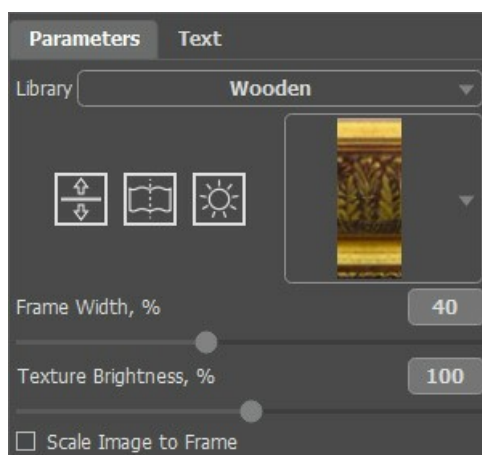 Parameters Text
Library Wooden
Frame Width, % 40
Texture Brightness, % 100
Scale Image to Frame